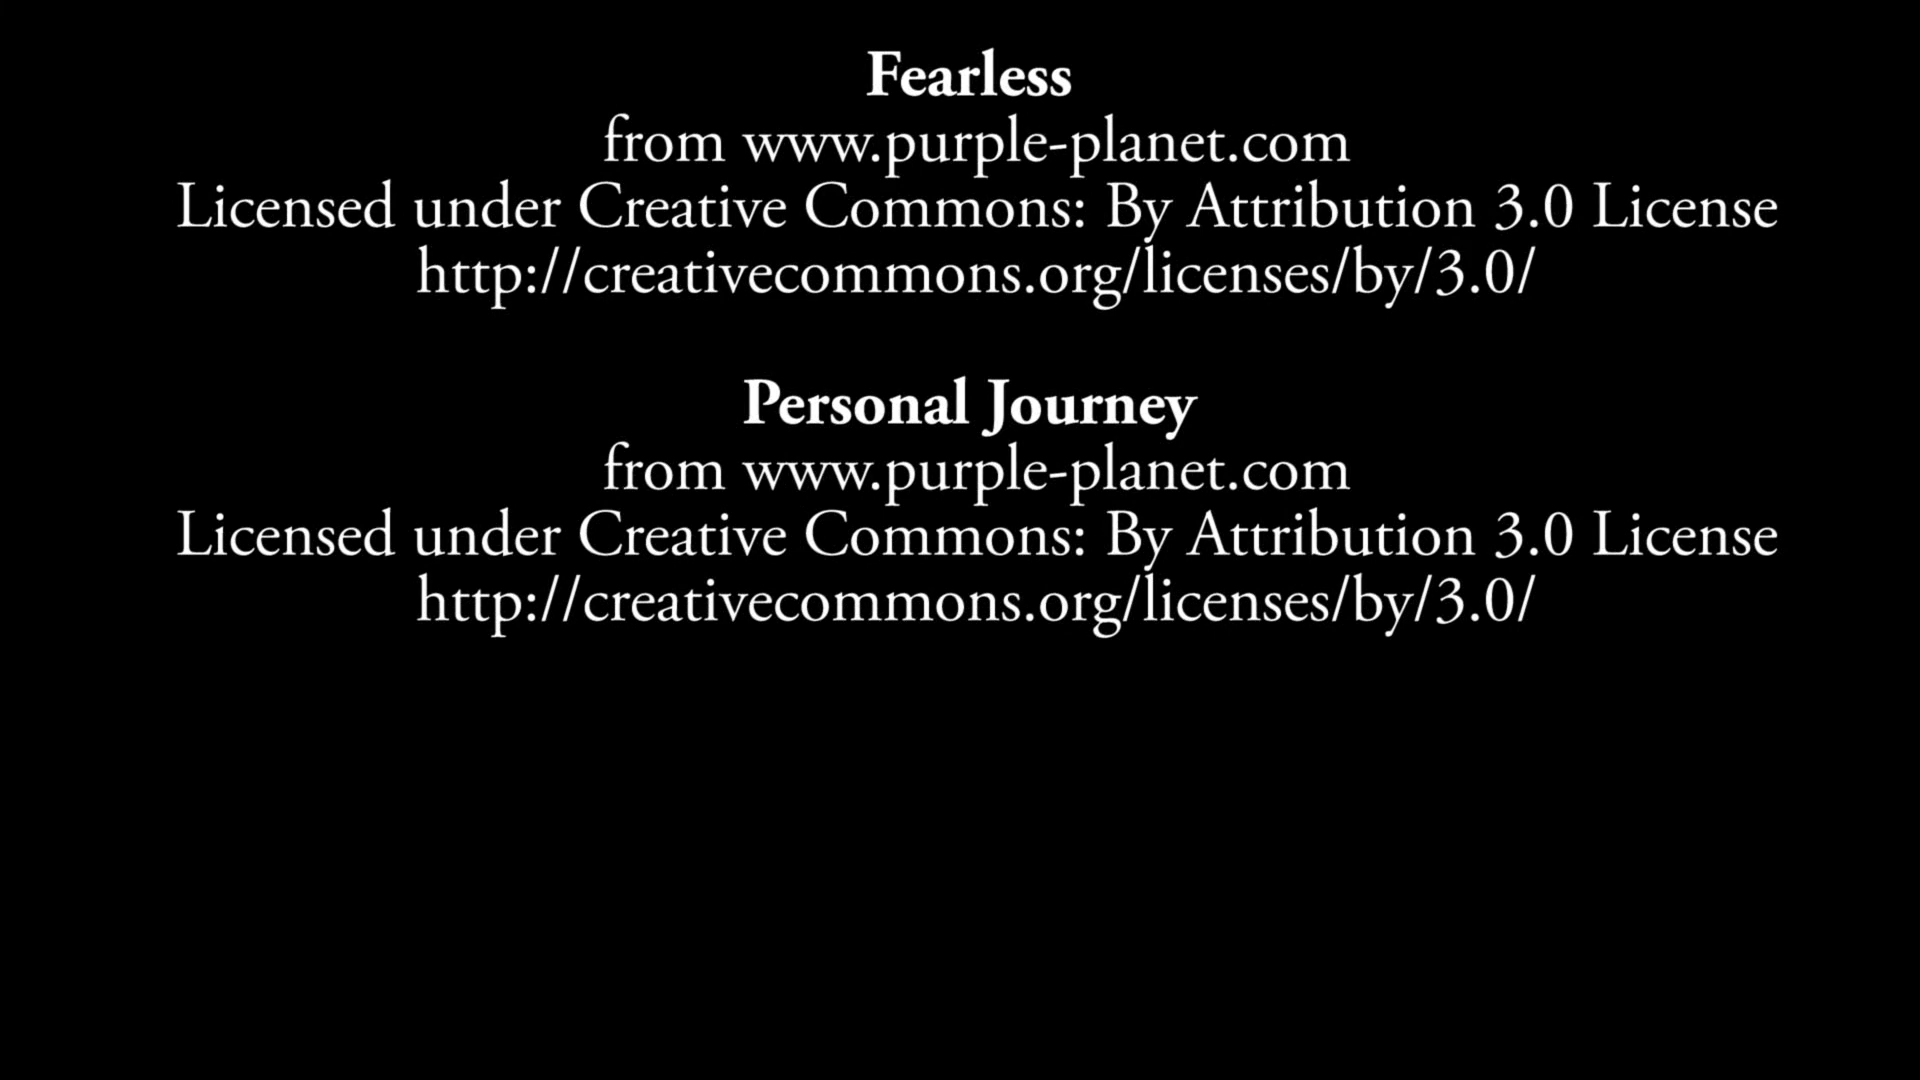 Fearless
from www.purple-planet.com
Licensed under Creative Commons: By Attribution 3.0 License
http://creativecommons.org/licenses/by/3.0/
Personal Journey
from www.purple-planet.com
Licensed under Creative Commons: By Attribution 3.0 License
http://creativecommons.org/licenses/by/3.0/